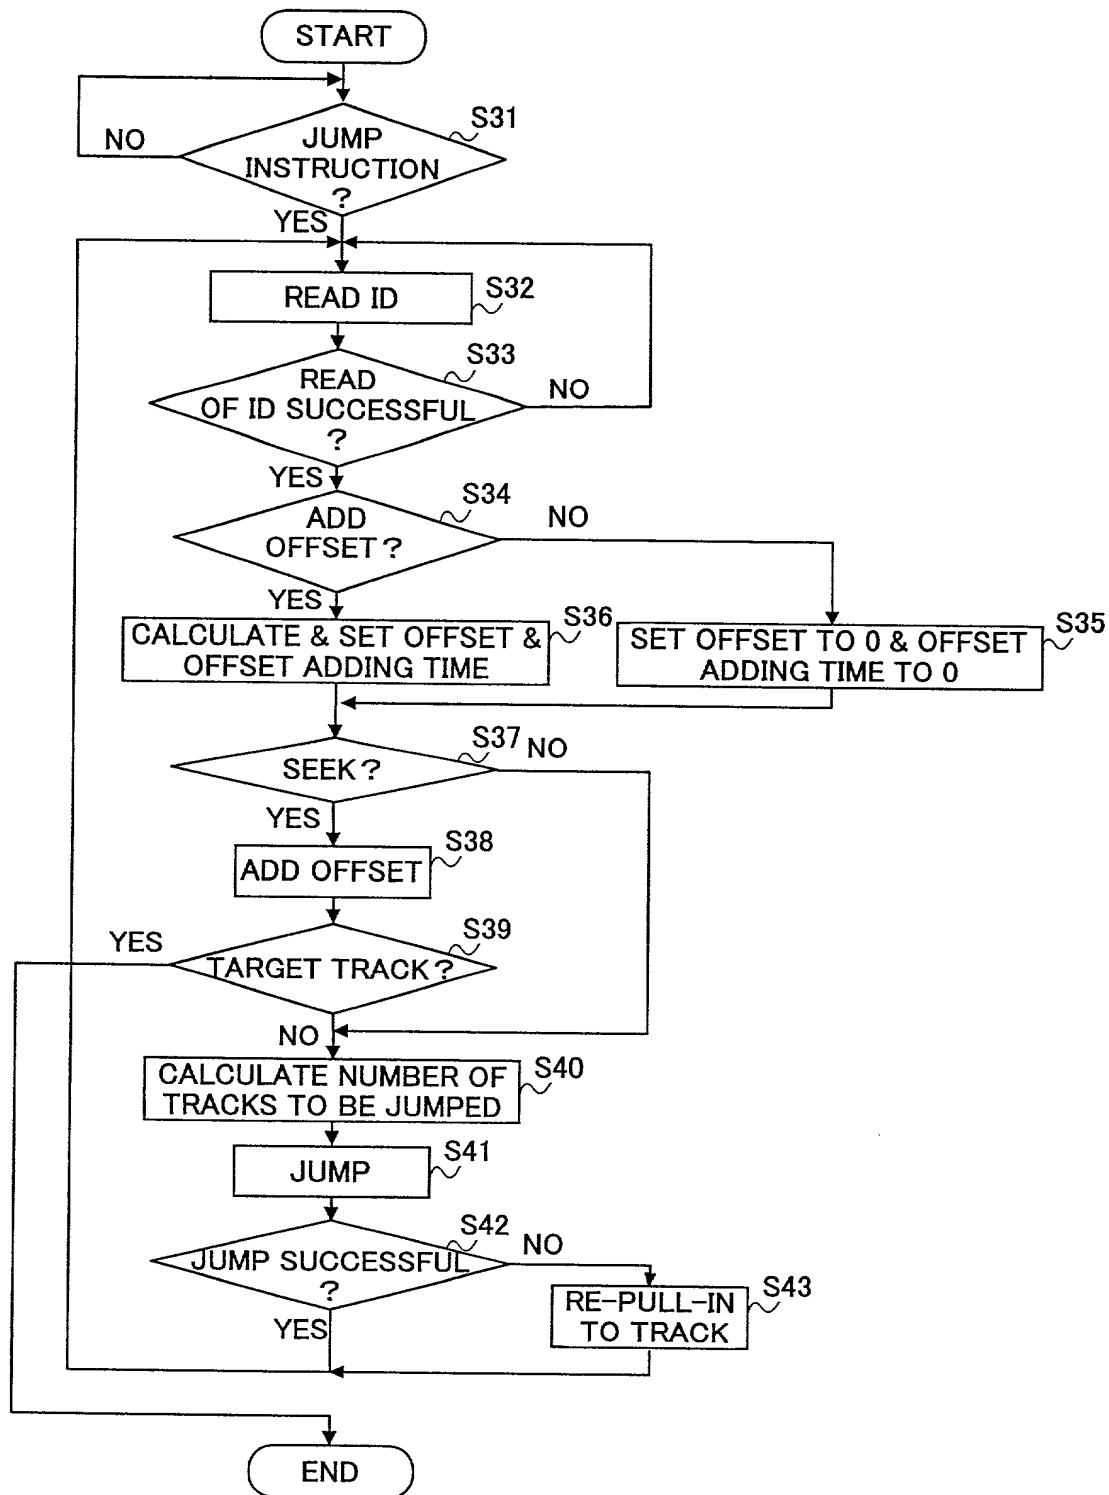 START
S31
NO
JUMP
INSTRUCTION
?
YES
READ ID
S32
S33
READ
OF ID SUCCESSFUL
?
NO
YES
S34
ADD
OFFSET?
NO
YES
S36
CALCULATE & SET OFFSET &
OFFSET ADDING TIME
S35
SET OFFSET TO 0 & OFFSET
ADDING TIME TO 0
S37
NO
SEEK?
YES
S38
ADD OFFSET
S39
YES
TARGET TRACK?
NO
S40
CALCULATE NUMBER OF
TRACKS TO BE JUMPED
S41
JUMP
S42
JUMP SUCCESSFUL
?
NO
YES
S43
RE-PULL-IN
TO TRACK
END